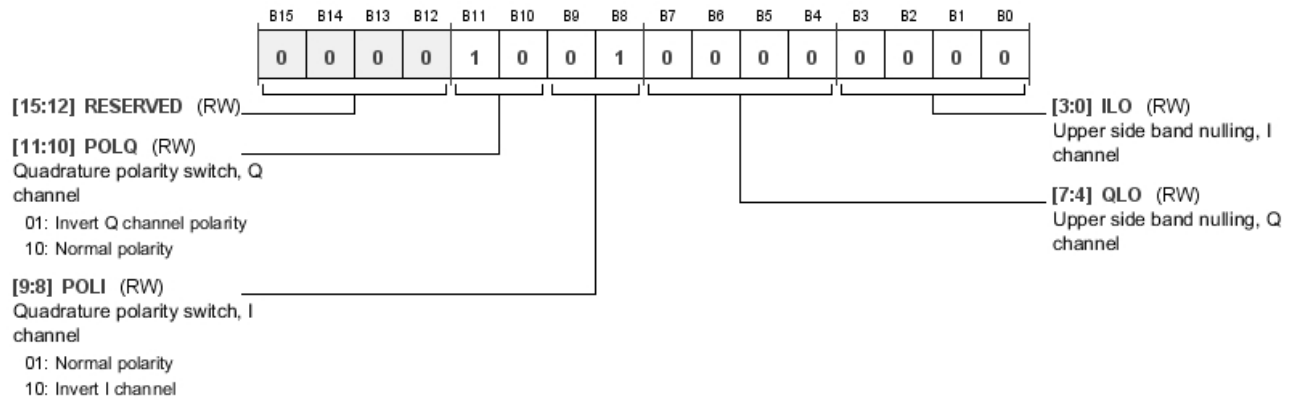 B15 B14 B13 B12 B11 B10 B9 B8 B7 B6 B5 B4 B3 B2 B1 B0
0 0 0 0 1 0 0 1 0 0 0 0 0 0 0 0
[15:12] RESERVED (RW)
[11:10] POLQ (RW)
Quadrature polarity switch, Q
channel
01: Invert Q channel polarity
10: Normal polarity
[9:8] POLI (RW)
Quadrature polarity switch, I
channel
01: Normal polarity
10: Invert I channel
[3:0] ILO (RW)
Upper side band nulling, I
channel
[7:4] QLO (RW)
Upper side band nulling, Q
channel